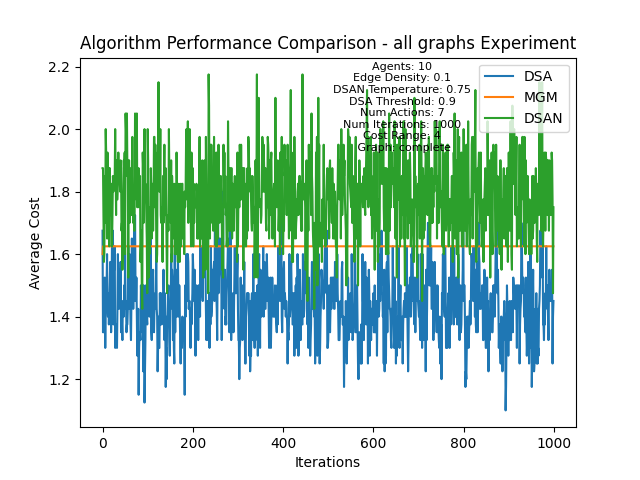 Algorithm Performance Comparison - all graphs Experiment
Agents: 10
Edge Density: 0.1
DSAN Temperature: 0.75
DSA Threshold: 0.9
Num Actions: 7
Num Iterations: 1000
Cost Range: 4
Graph: complete
DSA
MGM
DSAN
Average Cost
2.2
2.0
1.8
1.6
1.4
1.2
0
200
400
600
800
1000
Iterations